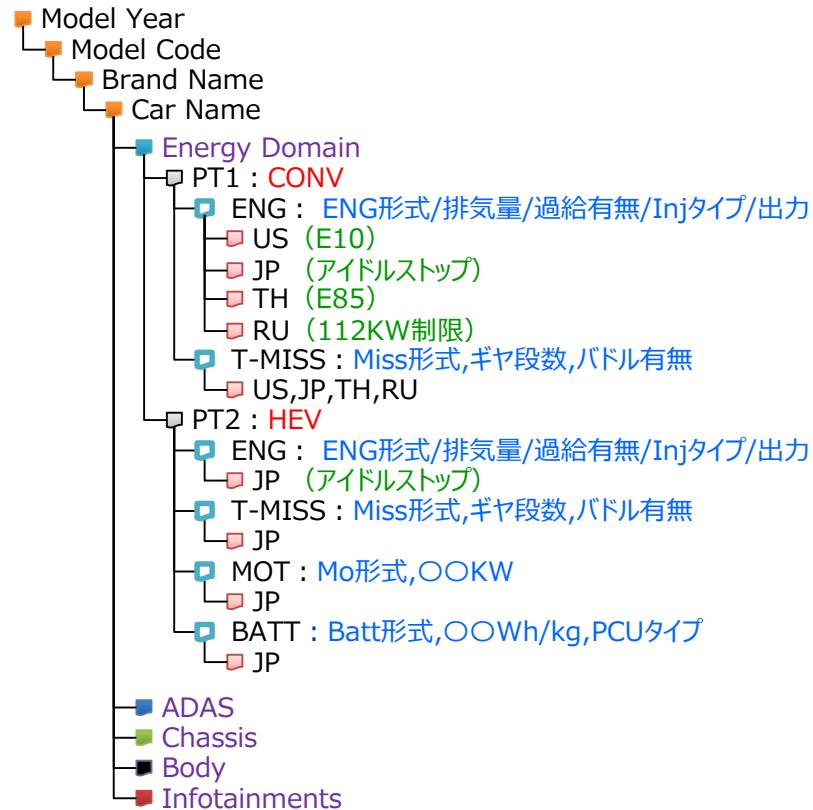 Model Year
Model Code
Brand Name
Car Name
Energy Domain
PT1：CONV
ENG： ENG形式/排気量/過給有無/Injタイプ/出力
US（E10）
JP （アイドルストップ）
TH（E85）
RU（112KW制限）
T-MISS：Miss形式,ギヤ段数,バドル有無
US,JP,TH,RU
PT2：HEV
ENG： ENG形式/排気量/過給有無/Injタイプ/出力
JP （アイドルストップ）
T-MISS：Miss形式,ギヤ段数,バドル有無
JP
MOT：Mo形式,〇〇KW
JP
BATT：Batt形式,〇〇Wh/kg,PCUタイプ
JP
ADAS
Chassis
Body
Infotainments